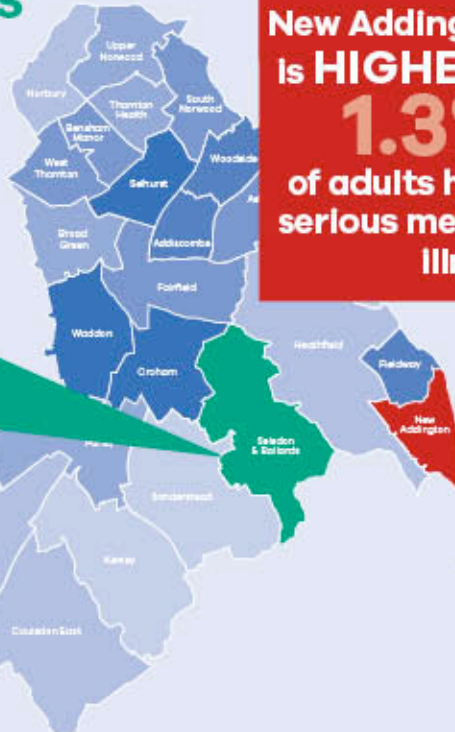 s
New Adding
is HIGHE
1.3%
of adults h
serious me
ill
Upper
Norwood
Norbury
Thornton
Heath
South
Norwood
Bensham
Manor
West
Thornton
Selhurst
Woodside
Broad
Green
Addiscombe
Fairfield
Waddon
Croham
Heathfield
Fieldway
New
Addington
Selsdon
& Ballards
Sanderstead
Kenley
Coulsdon East